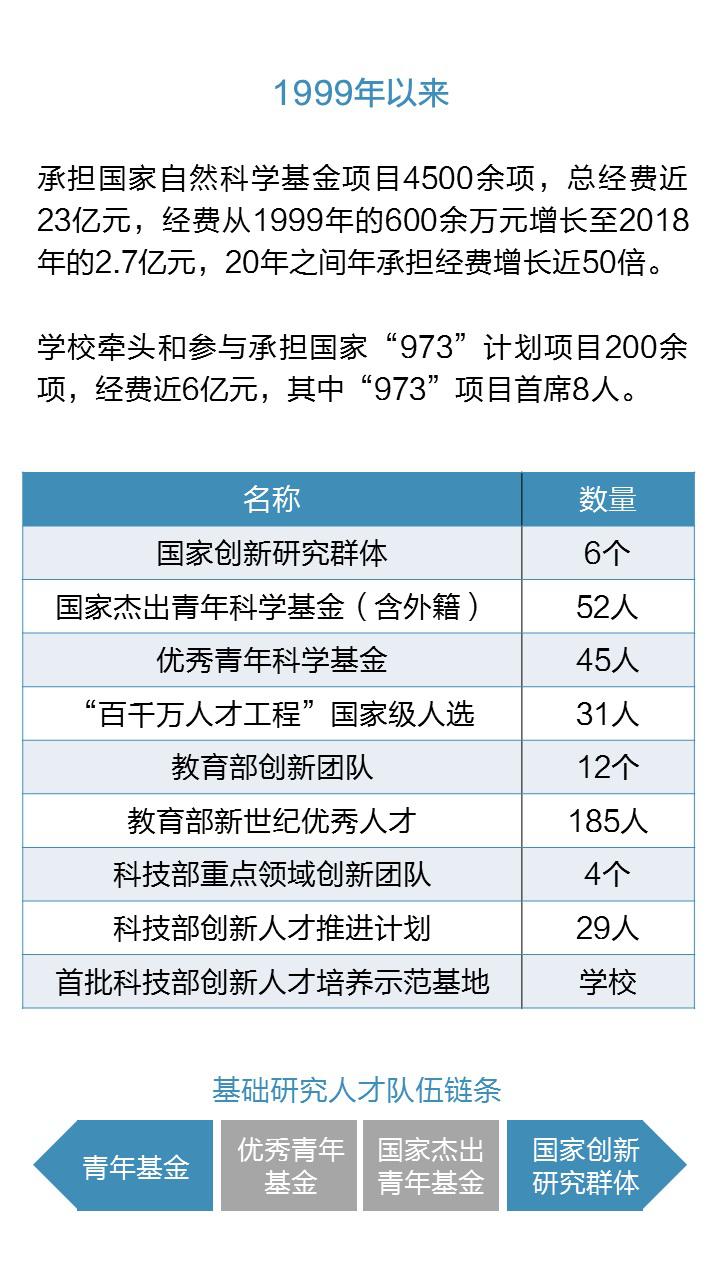 1999年以来
承担国家自然科学基金项目4500余项，总经费近
23亿元，经费从1999年的600余万元增长至2018
年的2.7亿元，20年之间年承担经费增长近50倍。
学校牵头和参与承担国家“973”计划项目200余
项，经费近6亿元，其中“973”项目首席8人。
名称 数量
国家创新研究群体 6个
国家杰出青年科学基金（含外籍） 52人
优秀青年科学基金 45人
“百千万人才工程”国家级人选 31人
教育部创新团队 12个
教育部新世纪优秀人才 185人
科技部重点领域创新团队 4个
科技部创新人才推进计划 29人
首批科技部创新人才培养示范基地 学校
基础研究人才队伍链条
青年基金
优秀青年
基金
国家杰出
青年基金
国家创新
研究群体